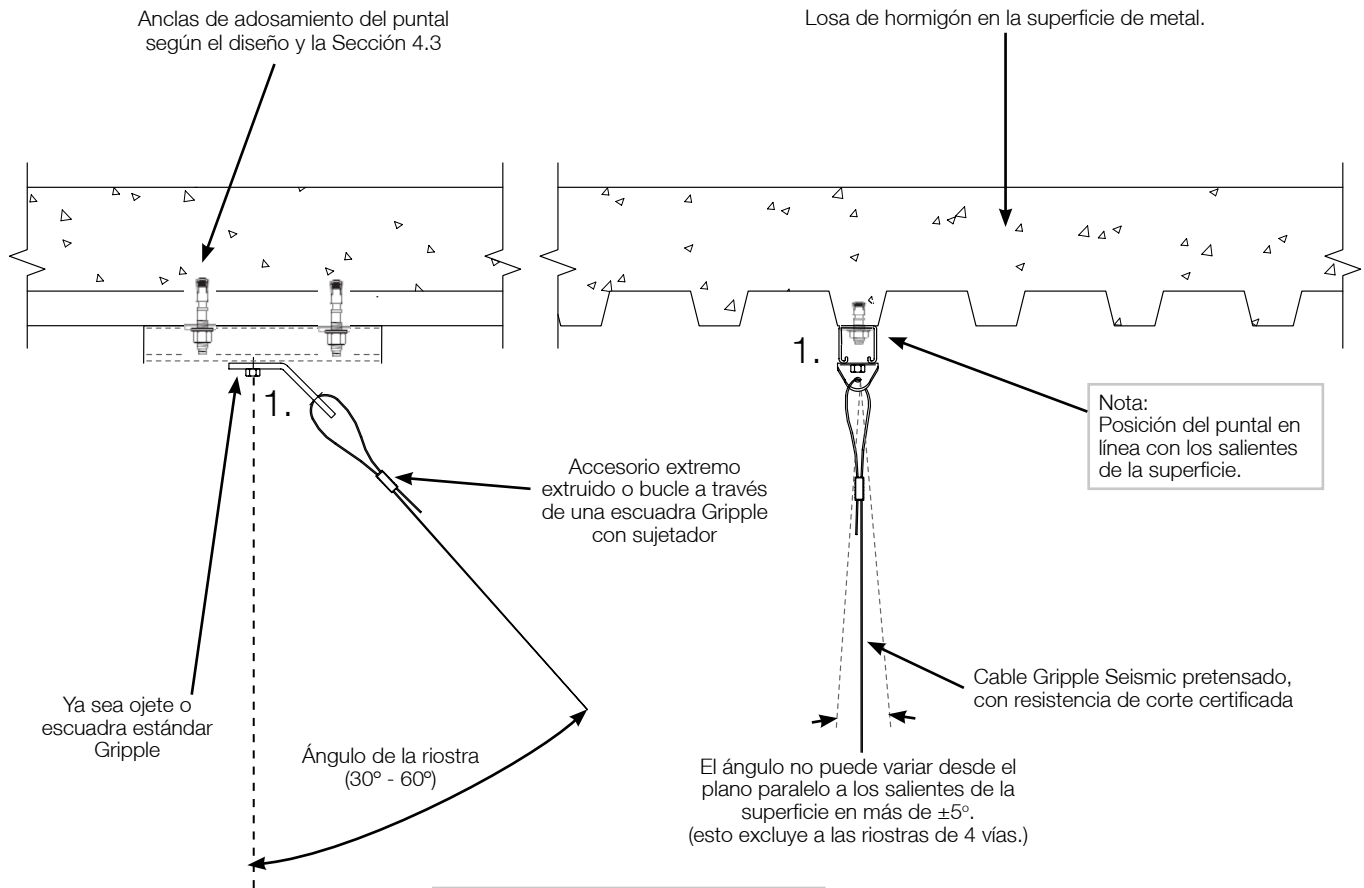 Anclas de adosamiento del puntal
según el diseño y la Sección 4.3
Losa de hormigón en la superficie de metal.
1.
1.
Nota:
Posición del puntal en
línea con los salientes
de la superficie.
Accesorio extremo
extruido o bucle a través
de una escuadra Gripple
con sujetador
Ya sea ojete o
escuadra estándar
Gripple
Ángulo de la riostra
(30º - 60º)
Cable Gripple Seismic pretensado,
con resistencia de corte certificada
El ángulo no puede variar desde el
plano paralelo a los salientes de la
superficie en más de ±5°.
(esto excluye a las riostras de 4 vías.)